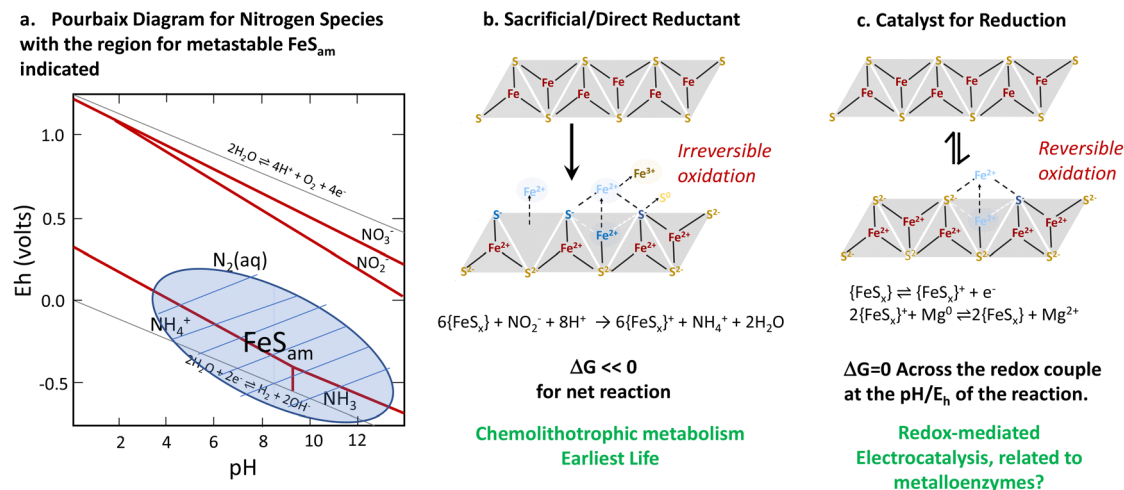 a. Pourbaix Diagram for Nitrogen Species
with the region for metastable FeSₐₘ
indicated
1.0
0.5
0.0
-0.5
Eh (volts)
2H₂O ⇌ 4H⁺ + O₂ + 4e⁻
NO₃⁻
NO₂⁻
N₂(aq)
NH₄⁺
FeSₐₘ
2H₂O + 2e⁻ ⇌ H₂ + 2OH⁻
NH₃
2 4 6 8 10 12
pH
b. Sacrificial/Direct Reductant
S S S S
Fe Fe Fe
Fe Fe Fe
S S S S
Irreversible
oxidation
Fe³⁺
Fe²⁺ Fe²⁺
S⁰
S⁻ S⁻ S⁻ S²⁻
Fe²⁺ Fe²⁺ Fe²⁺ Fe²⁺
S²⁻ S²⁻ S²⁻ S²⁻
6{FeSₓ} + NO₂⁻ + 8H⁺ → 6{FeSₓ}⁺ + NH₄⁺ + 2H₂O
ΔG << 0
for net reaction
Chemolithotrophic metabolism
Earliest Life
c. Catalyst for Reduction
S S S S
Fe Fe Fe
Fe Fe Fe
S S S S
Reversible
oxidation
Fe²⁺
S²⁻ S²⁻ S⁻ S²⁻
Fe²⁺ Fe²⁺ Fe²⁺
Fe²⁺ Fe²⁺ Fe²⁺
S²⁻ S²⁻ S²⁻ S²⁻
{FeSₓ} ⇌ {FeSₓ}⁺ + e⁻
2{FeSₓ}⁺+ Mg⁰ ⇌2{FeSₓ} + Mg²⁺
ΔG=0 Across the redox couple
at the pH/Eₕ of the reaction.
Redox-mediated
Electrocatalysis, related to
metalloenzymes?